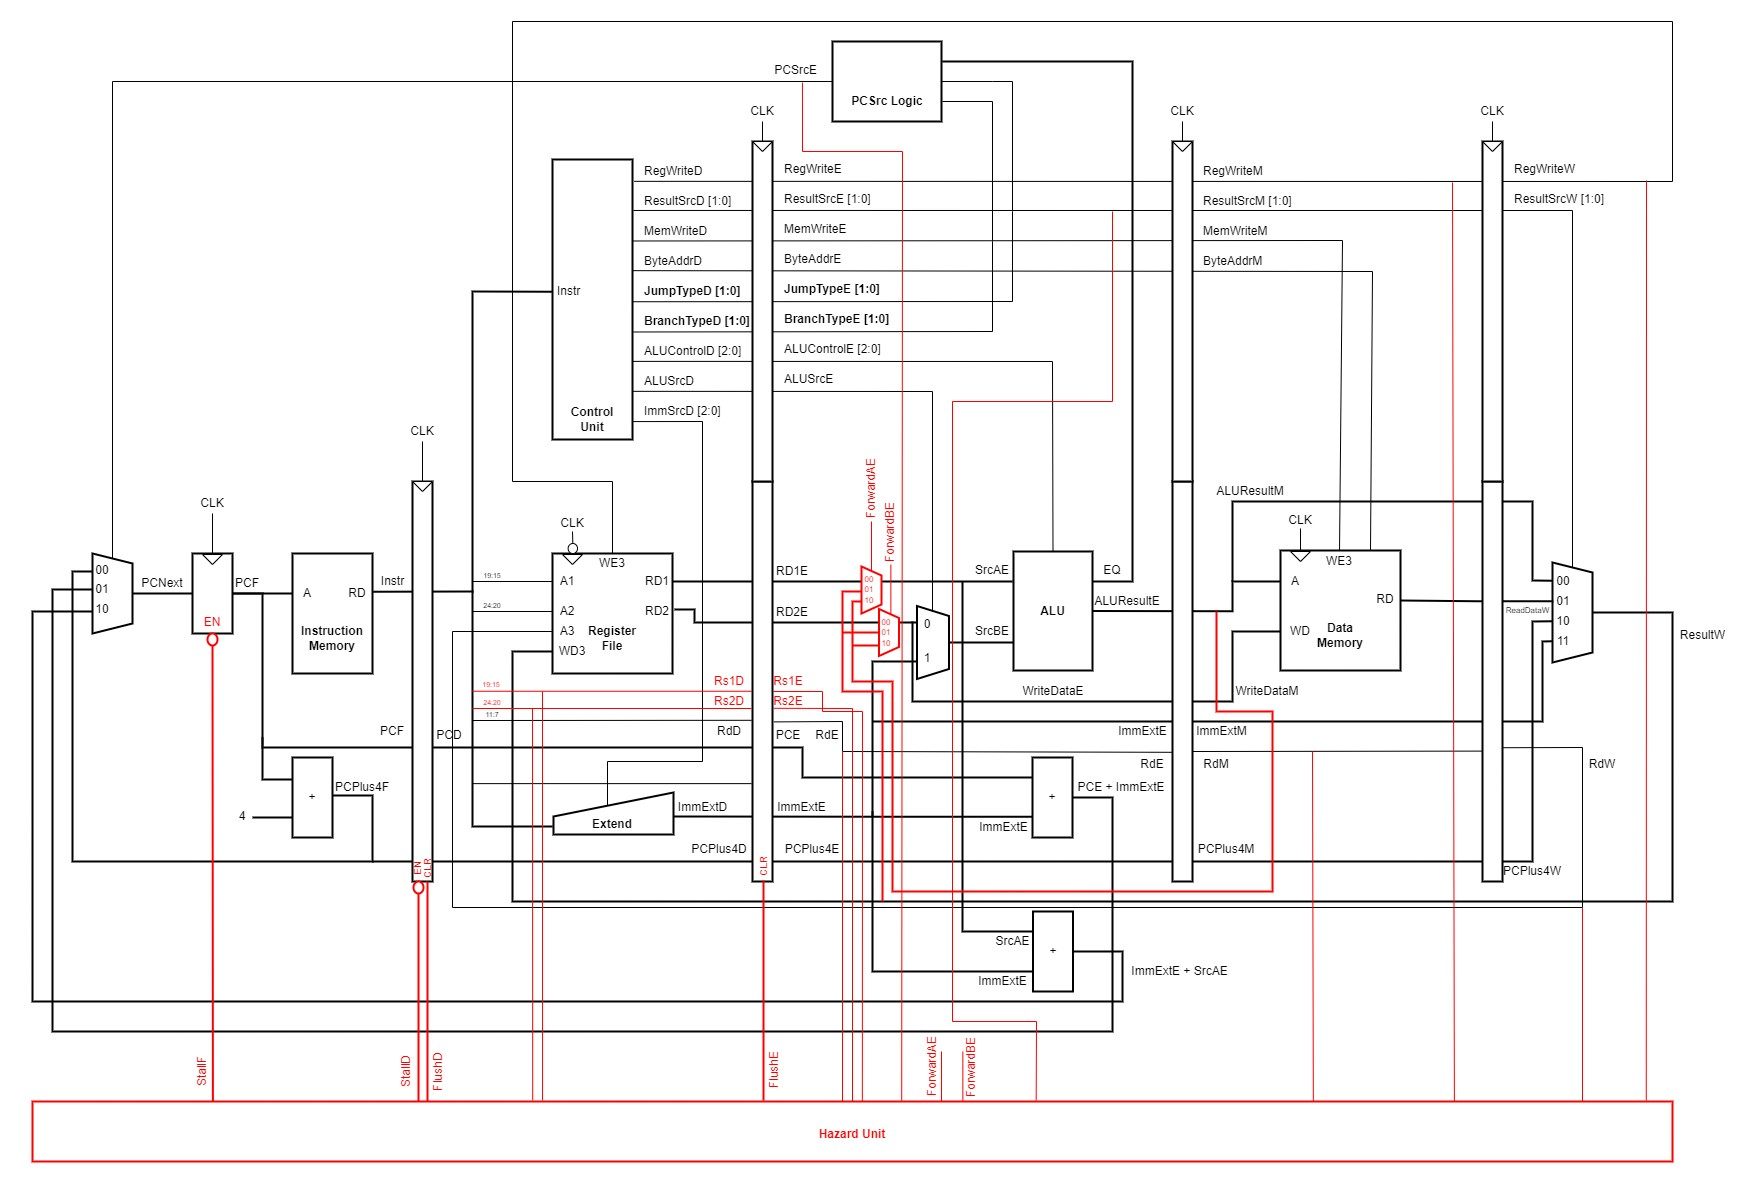 PCSrcE
PCSrc Logic
CLK
CLK
CLK
RegWriteD
RegWriteE
RegWriteM
RegWriteW
ResultSrcD [1:0]
ResultSrcE [1:0]
ResultSrcM [1:0]
ResultSrcW [1:0]
MemWriteD
MemWriteE
MemWriteM
ByteAddrD
ByteAddrE
ByteAddrM
Instr
JumpTypeD [1:0]
JumpTypeE [1:0]
BranchTypeD [1:0]
BranchTypeE [1:0]
ALUControlD [2:0]
ALUControlE [2:0]
ALUSrcD
ALUSrcE
Control
Unit
ImmSrcD [2:0]
CLK
ForwardAE
ForwardBE
ALUResultM
CLK
CLK
CLK
00
01
10
PCNext
PCF
EN
A
RD
Instruction
Memory
Instr
19:15
24:20
WE3
A1
A2
A3
WD3
RD1
RD2
Register
File
RD1E
RD2E
00
01
10
00
01
10
0
1
SrcAE
SrcBE
ALU
EQ
ALUResultE
WE3
A
RD
WD
Data
Memory
00
01
10
11
ReadDataW
ResultW
19:15
24:20
11:7
Rs1D
Rs1E
Rs2D
Rs2E
WriteDataE
WriteDataM
PCF
PCD
RdD
PCE
RdE
ImmExtE
ImmExtM
RdE
RdM
RdW
+
PCPlus4F
4
Extend
ImmExtD
ImmExtE
+
PCE + ImmExtE
ImmExtE
PCPlus4D
PCPlus4E
PCPlus4M
PCPlus4W
EN
CLR
CLR
SrcAE
+
ImmExtE
ImmExtE + SrcAE
StallF
StallD
FlushD
FlushE
ForwardAE
ForwardBE
Hazard Unit